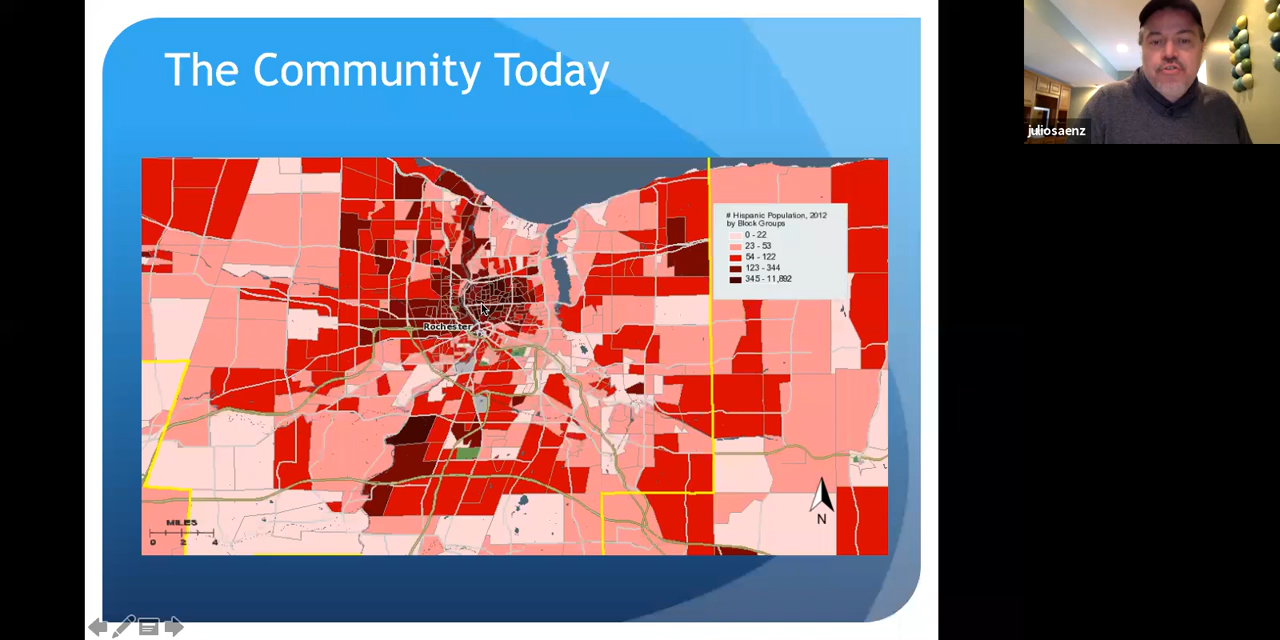 The Community Today
juliosaenz
# Hispanic Population, 2012
by Block Groups
0 - 22
23 - 53
54 - 122
123 - 344
345 - 11,892
Rochester
MILES
0 2 4
N